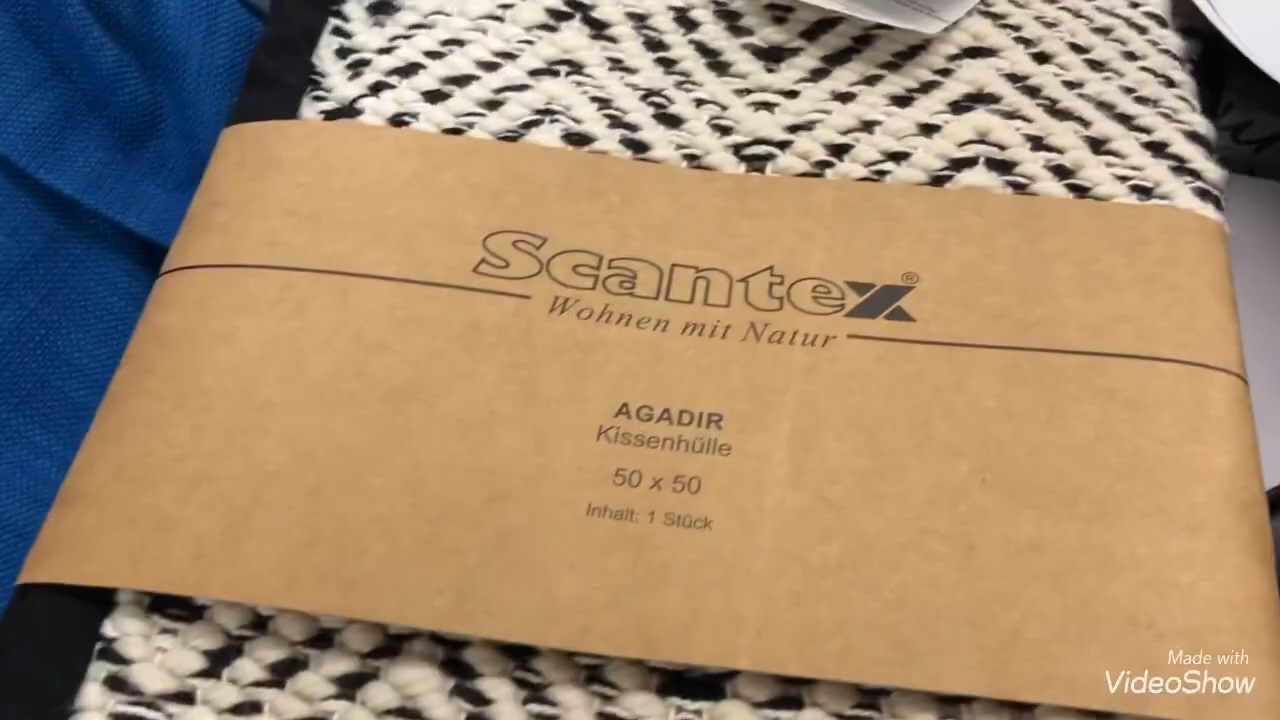 Scantex®
Wohnen mit Natur
AGADIR
Kissenhülle
50 x 50
Inhalt: 1 Stück
Made with
VideoShow